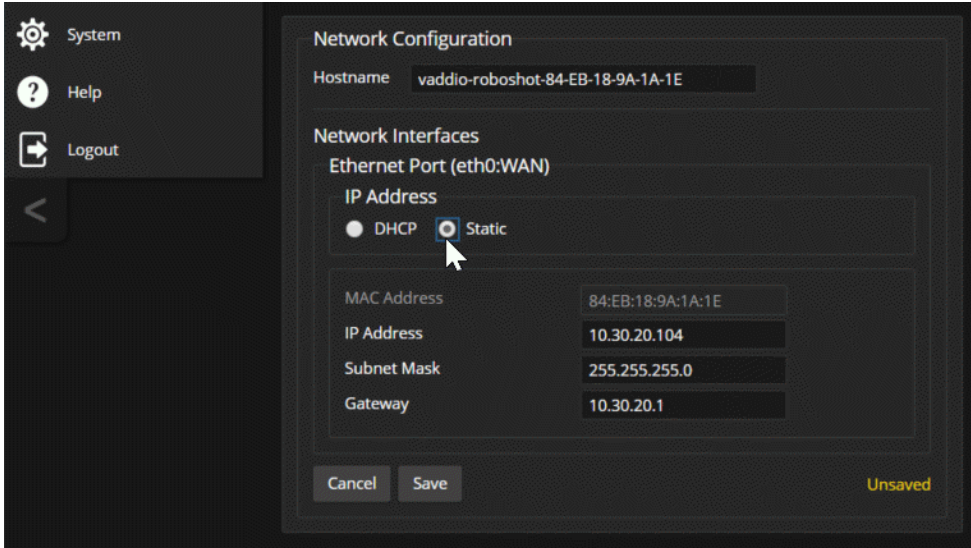 System
Help
Logout
<
Network Configuration
Hostname vaddio-roboshot-84-EB-18-9A-1A-1E
Network Interfaces
Ethernet Port (eth0:WAN)
IP Address
DHCP Static
MAC Address 84:EB:18:9A:1A:1E
IP Address 10.30.20.104
Subnet Mask 255.255.255.0
Gateway 10.30.20.1
Cancel Save Unsaved